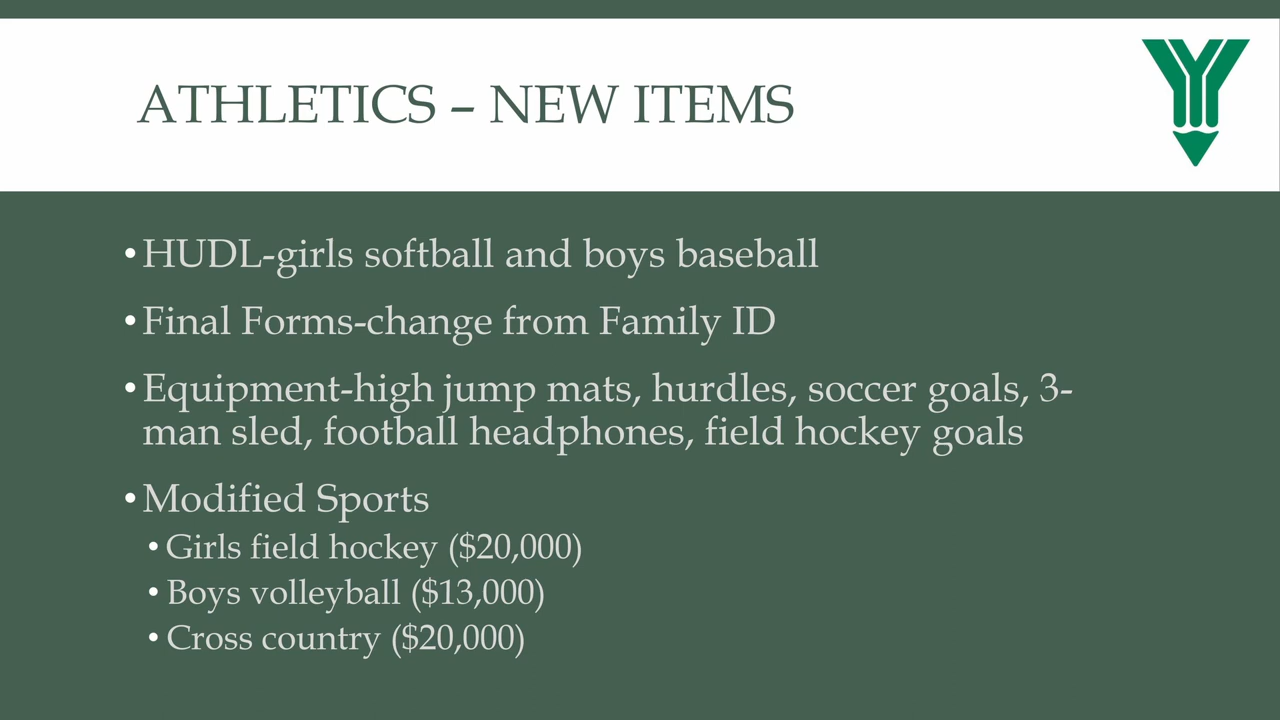 ATHLETICS – NEW ITEMS
•HUDL-girls softball and boys baseball
•Final Forms-change from Family ID
•Equipment-high jump mats, hurdles, soccer goals, 3-
man sled, football headphones, field hockey goals
•Modified Sports
•Girls field hockey ($20,000)
•Boys volleyball ($13,000)
•Cross country ($20,000)